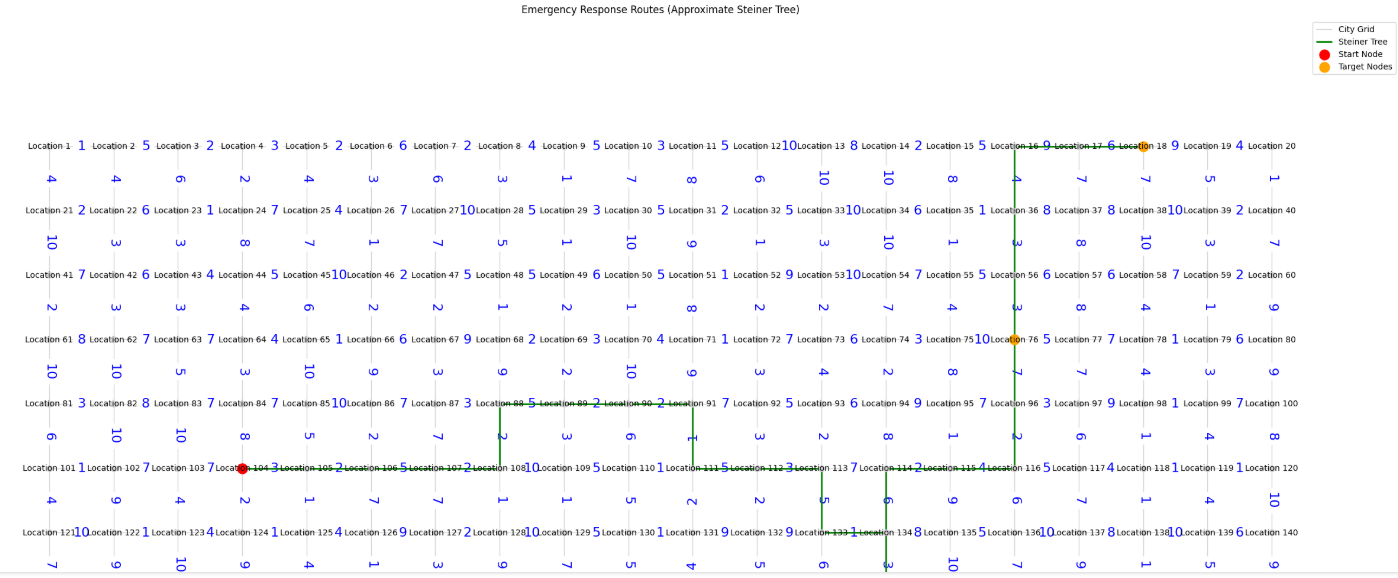 Emergency Response Routes (Approximate Steiner Tree)
City Grid
Steiner Tree
Start Node
Target Nodes
Location 1 1 Location 2 5 Location 3 2 Location 4 3 Location 5 2 Location 6 6 Location 7 2 Location 8 4 Location 9 5 Location 10 3 Location 11 5 Location 12 10 Location 13 8 Location 14 2 Location 15 5 Location 16 9 Location 17 6 Location 18 9 Location 19 4 Location 20
4 4 6 2 4 3 6 3 1 7 8 6 10 10 8 4 7 7 5 1
Location 21 2 Location 22 6 Location 23 1 Location 24 7 Location 25 4 Location 26 7 Location 27 10 Location 28 5 Location 29 3 Location 30 5 Location 31 2 Location 32 5 Location 33 10 Location 34 6 Location 35 1 Location 36 8 Location 37 8 Location 38 10 Location 39 2 Location 40
10 3 3 8 7 1 7 5 1 10 9 1 3 10 1 3 8 10 3 7
Location 41 7 Location 42 6 Location 43 4 Location 44 5 Location 45 10 Location 46 2 Location 47 5 Location 48 5 Location 49 6 Location 50 5 Location 51 1 Location 52 9 Location 53 10 Location 54 7 Location 55 5 Location 56 6 Location 57 6 Location 58 7 Location 59 2 Location 60
2 3 3 4 6 2 2 1 2 1 8 2 2 7 4 3 8 4 1 9
Location 61 8 Location 62 7 Location 63 7 Location 64 4 Location 65 1 Location 66 6 Location 67 9 Location 68 2 Location 69 3 Location 70 4 Location 71 1 Location 72 7 Location 73 6 Location 74 3 Location 75 10 Location 76 5 Location 77 7 Location 78 1 Location 79 6 Location 80
10 10 5 3 10 9 3 9 2 10 9 3 4 2 8 7 7 4 3 9
Location 81 3 Location 82 8 Location 83 7 Location 84 7 Location 85 10 Location 86 7 Location 87 3 Location 88 5 Location 89 2 Location 90 2 Location 91 7 Location 92 5 Location 93 6 Location 94 9 Location 95 7 Location 96 3 Location 97 9 Location 98 1 Location 99 7 Location 100
6 10 10 8 5 2 7 2 3 6 1 3 2 8 1 2 6 1 4 8
Location 101 1 Location 102 7 Location 103 7 Location 104 3 Location 105 2 Location 106 5 Location 107 2 Location 108 10 Location 109 5 Location 110 1 Location 111 5 Location 112 3 Location 113 7 Location 114 2 Location 115 4 Location 116 5 Location 117 4 Location 118 1 Location 119 1 Location 120
4 9 4 2 1 7 7 1 1 5 2 2 5 6 9 6 7 1 4 10
Location 121 10 Location 122 1 Location 123 4 Location 124 1 Location 125 4 Location 126 9 Location 127 2 Location 128 10 Location 129 5 Location 130 1 Location 131 9 Location 132 9 Location 133 1 Location 134 8 Location 135 5 Location 136 10 Location 137 8 Location 138 10 Location 139 6 Location 140
7 9 10 9 4 1 1 9 7 5 4 5 6 3 10 7 9 1 5 9